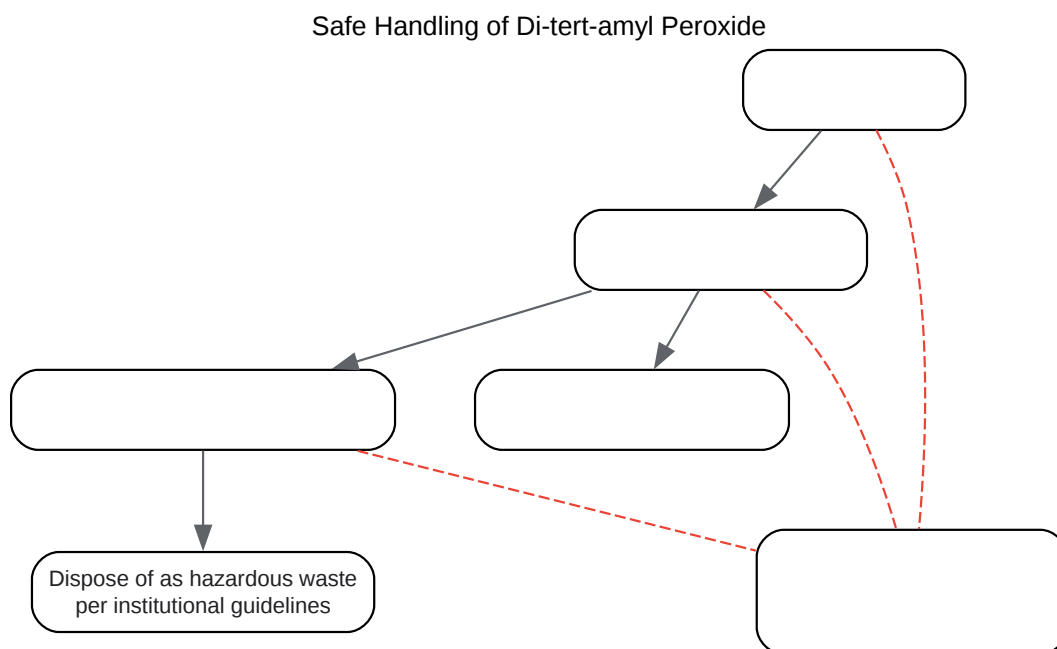 Safe Handling of Di-tert-amyl Peroxide
Dispose of as hazardous waste
per institutional guidelines